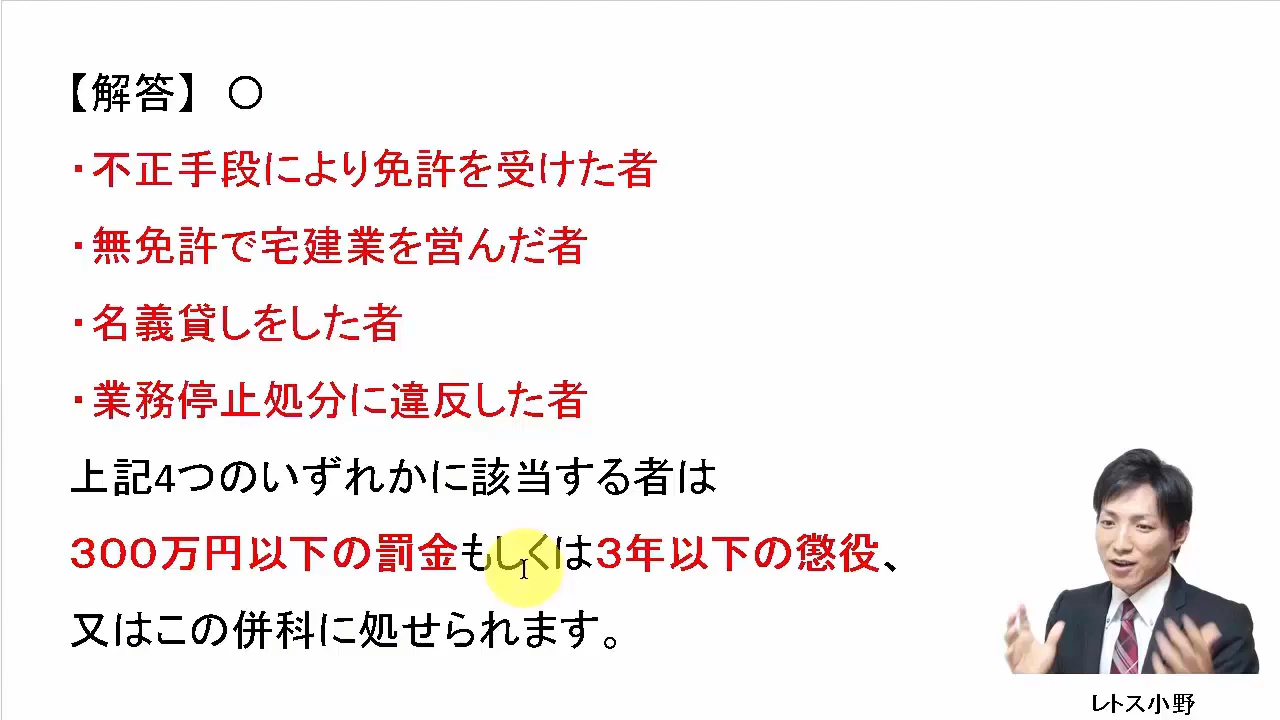 【解答】 ○
・不正手段により免許を受けた者
・無免許で宅建業を営んだ者
・名義貸しをした者
・業務停止処分に違反した者
上記4つのいずれかに該当する者は
３００万円以下の罰金もしくは３年以下の懲役、
又はこの併科に処せられます。
レトス小野